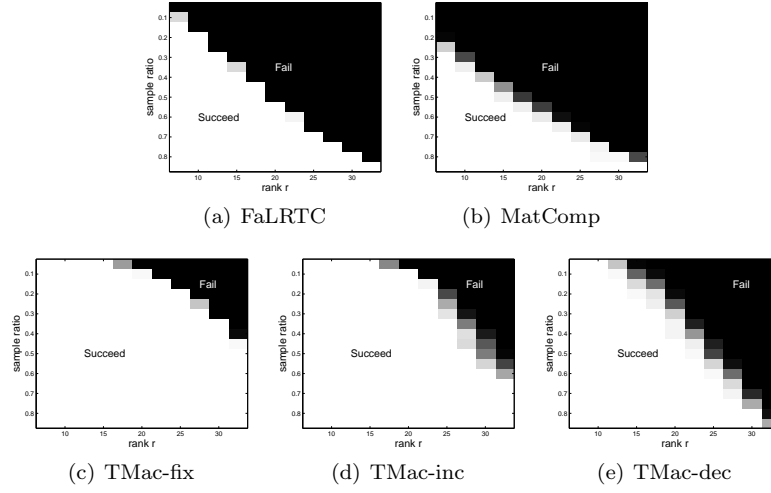 0.1
0.2
0.3
0.4
0.5
0.6
0.7
0.8
sample ratio
Fail
Succeed
10 15 20 25 30
rank r
(a) FaLRTC
0.1
0.2
0.3
0.4
0.5
0.6
0.7
0.8
sample ratio
Fail
Succeed
10 15 20 25 30
rank r
(b) MatComp
0.1
0.2
0.3
0.4
0.5
0.6
0.7
0.8
sample ratio
Fail
Succeed
10 15 20 25 30
rank r
(c) TMac-fix
0.1
0.2
0.3
0.4
0.5
0.6
0.7
0.8
sample ratio
Fail
Succeed
10 15 20 25 30
rank r
(d) TMac-inc
0.1
0.2
0.3
0.4
0.5
0.6
0.7
0.8
sample ratio
Fail
Succeed
10 15 20 25 30
rank r
(e) TMac-dec